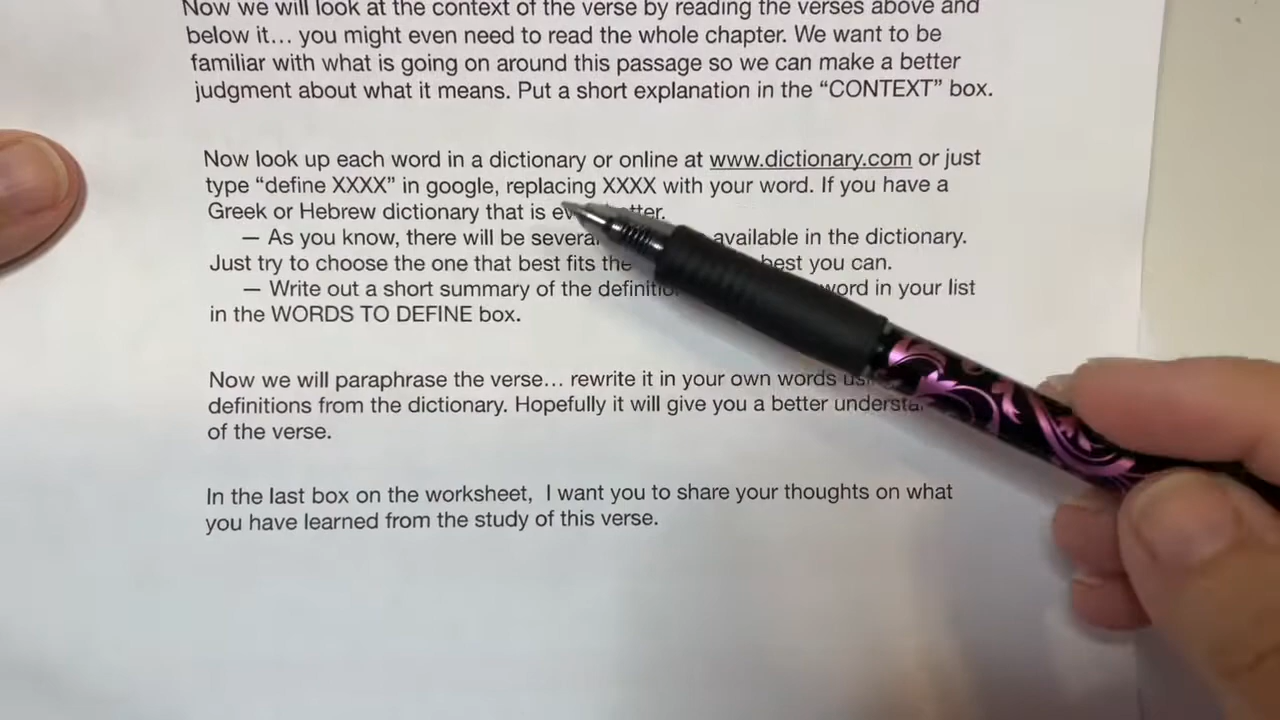 Now we will look at the context of the verse by reading the verses above and
below it... you might even need to read the whole chapter. We want to be
familiar with what is going on around this passage so we can make a better
judgment about what it means. Put a short explanation in the “CONTEXT” box.
Now look up each word in a dictionary or online at www.dictionary.com or just
type “define XXXX” in google, replacing XXXX with your word. If you have a
Greek or Hebrew dictionary that is
— As you know, there will be available in the dictionary.
Just try to choose the one that best fits the best you can.
— Write out a short summary of the word in your list
in the WORDS TO DEFINE box.
Now we will paraphrase the verse... rewrite it in your own words
definitions from the dictionary. Hopefully it will give you a better
of the verse.
In the last box on the worksheet, I want you to share your thoughts on what
you have learned from the study of this verse.